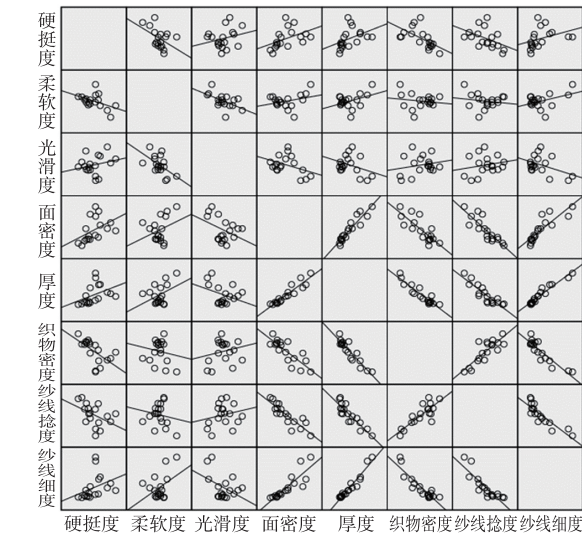 硬挺度
柔软度
光滑度
面密度
厚度
织物密度
纱线捻度
纱线细度
硬挺度 柔软度 光滑度 面密度 厚度 织物密度 纱线捻度 纱线细度